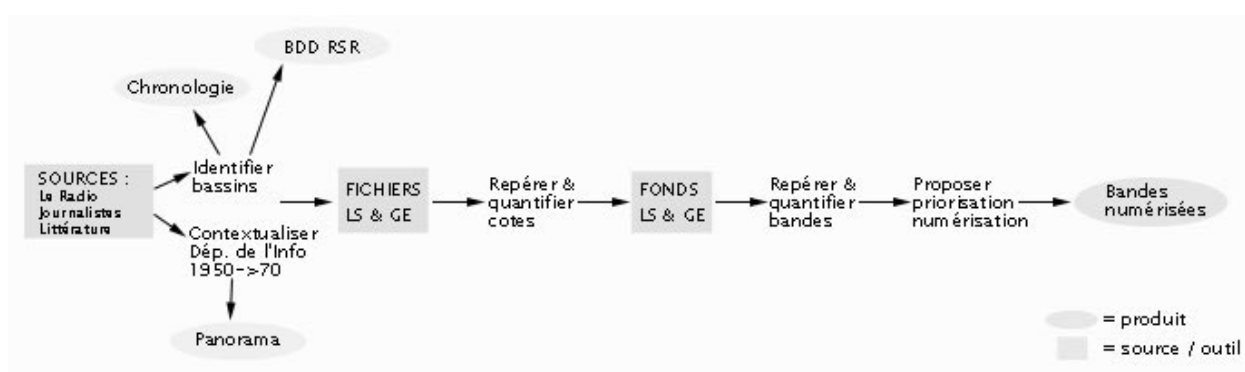 BDD RSR
Chronologie
SOURCES :
Le Radio
Journalistes
Littérature
Identifier
bassins
Contextualiser
Dép. de l'Info
1950->70
Panorama
FICHIERS
LS & GE
Repérer &
quantifier
cotes
FONDS
LS & GE
Repérer &
quantifier
bandes
Proposer
priorisation
numérisation
Bandes
numérisées
= produit
= source / outil